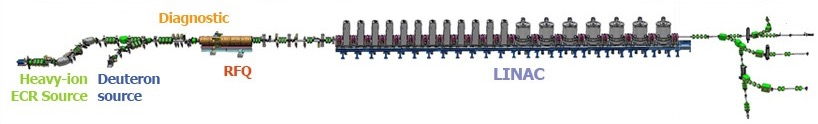 Diagnostic
Heavy-ion
ECR Source
Deuteron
source
RFQ
LINAC